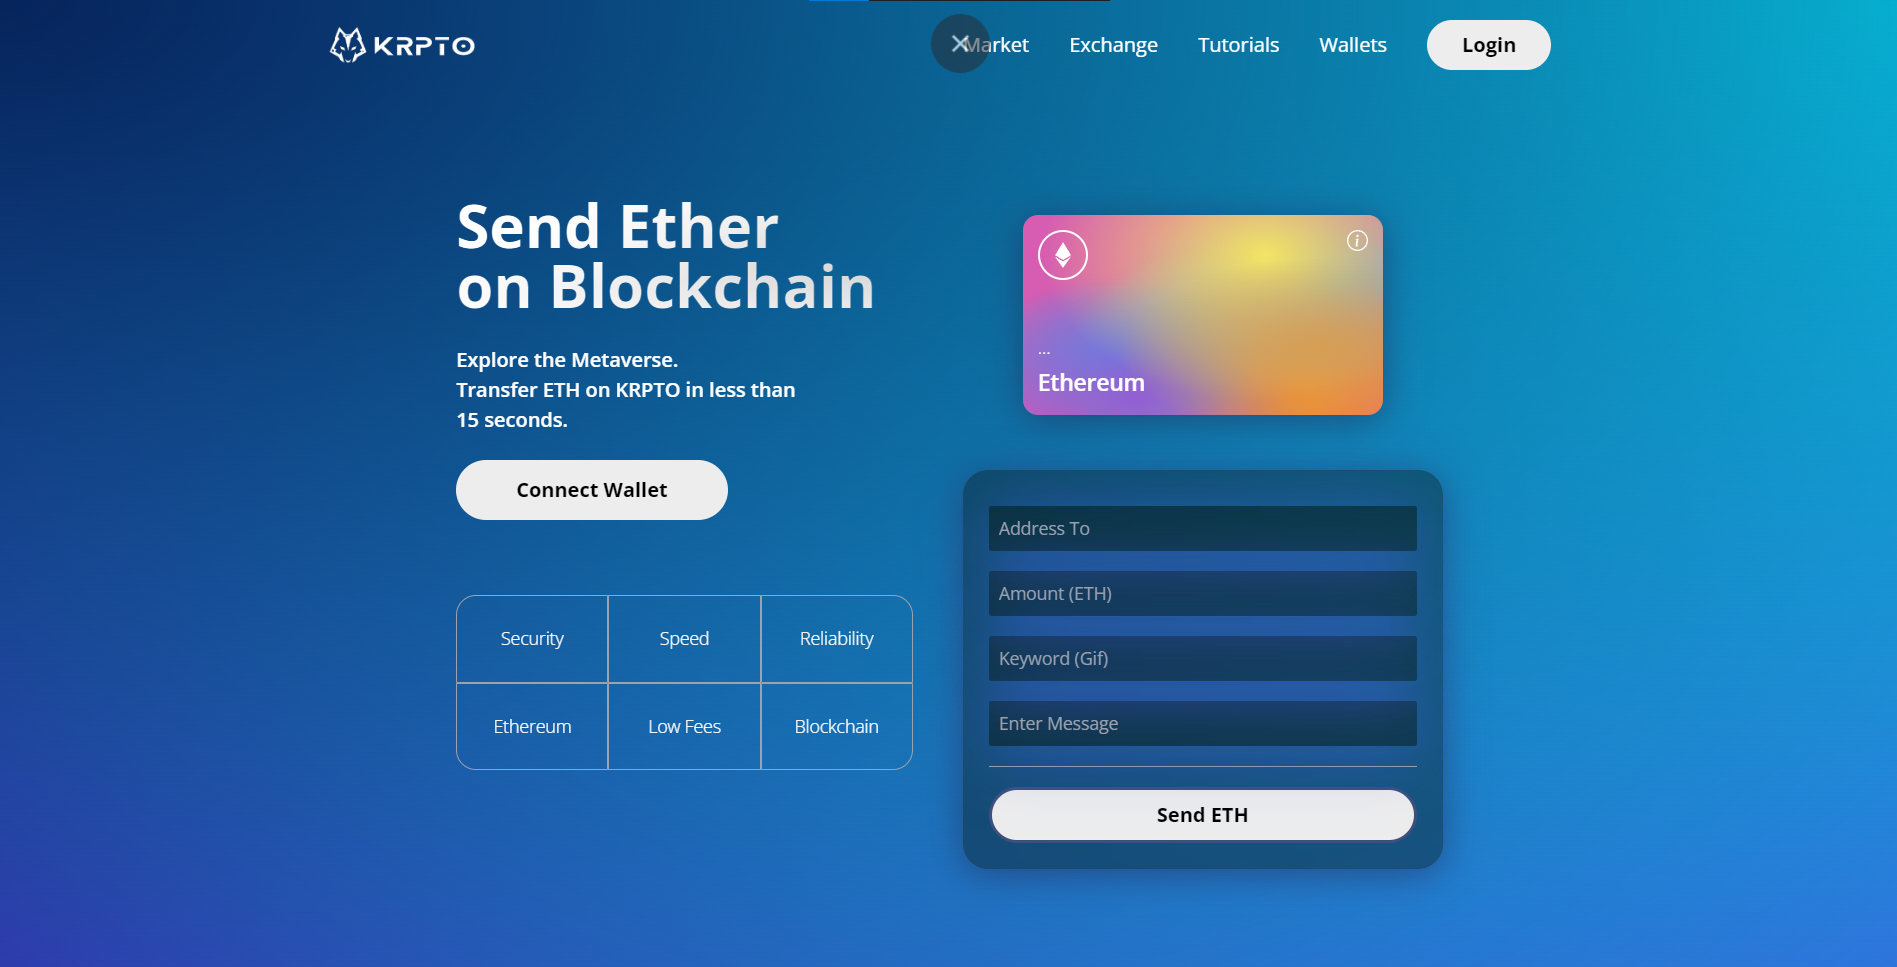 KRPTO
Market Exchange Tutorials Wallets Login
Send Ether
on Blockchain
Explore the Metaverse.
Transfer ETH on KRPTO in less than
15 seconds.
Connect Wallet
Security Speed Reliability
Ethereum Low Fees Blockchain
...
Ethereum
Address To
Amount (ETH)
Keyword (Gif)
Enter Message
Send ETH